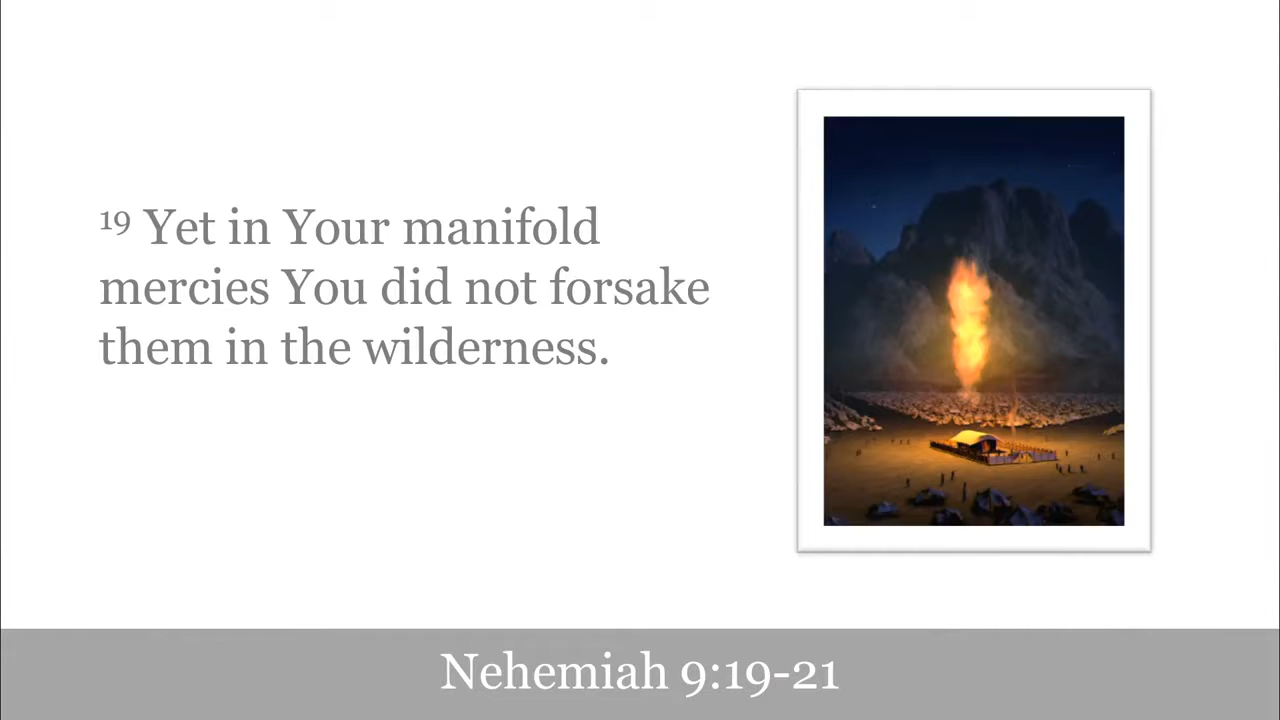 19 Yet in Your manifold
mercies You did not forsake
them in the wilderness.
Nehemiah 9:19-21